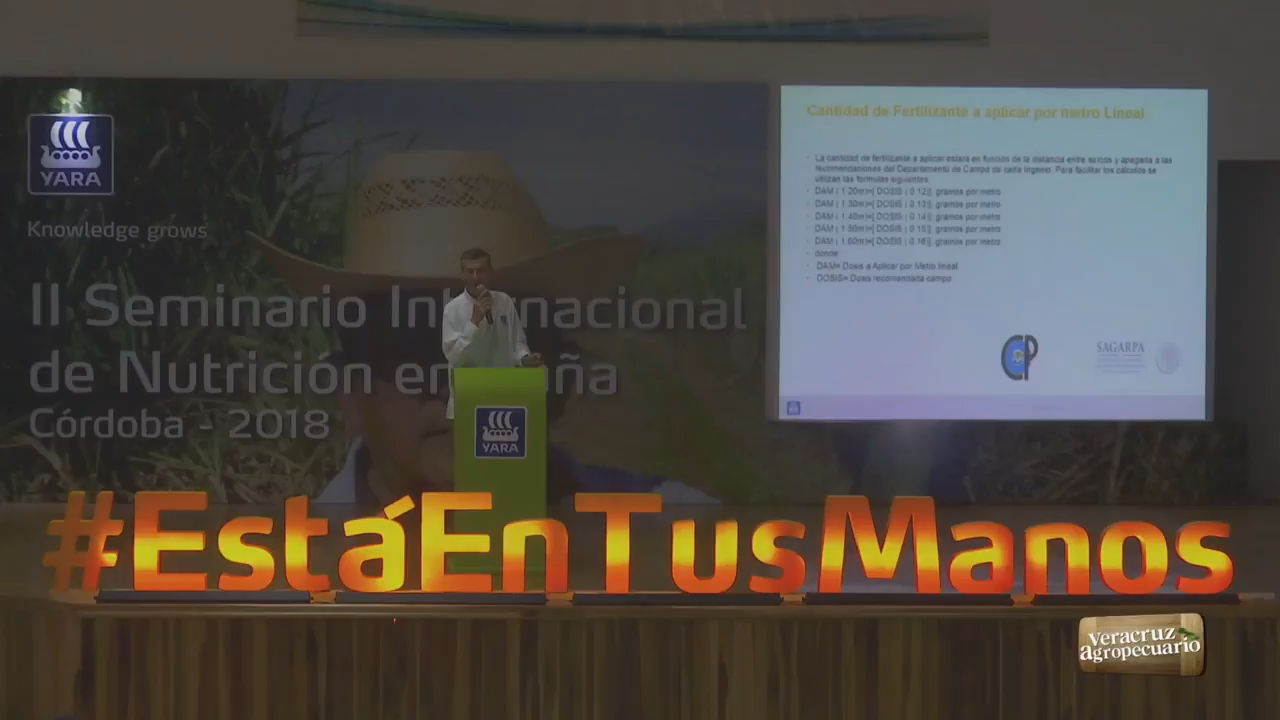 YARA
Knowledge grows
II Seminario Internacional
de Nutrición en Caña
Córdoba - 2018
Cantidad de Fertilizante a aplicar por metro Lineal
La cantidad de fertilizante a aplicar estara en función de la distancia entre surcos y apegada a las
recomendaciones del Departamento de Campo de cada Ingenio. Para facilitar los cálculos se
utilizan las formulas siguientes.
DAM ( 1.20m)=[ DOSIS ( 0.12)], gramos por metro
DAM ( 1.30m)=[ DOSIS ( 0.13)], gramos por metro
DAM ( 1.40m)=[ DOSIS ( 0.14)], gramos por metro
DAM ( 1.50m)=[ DOSIS ( 0.15)], gramos por metro
DAM ( 1.60m)=[ DOSIS ( 0.16)], gramos por metro
donde
DAM= Dosis a Aplicar por Metro lineal
DOSIS= Dosis recomendada campo
CP
SAGARPA
YARA
#EstáEnTusManos
veracruz
agropecuario